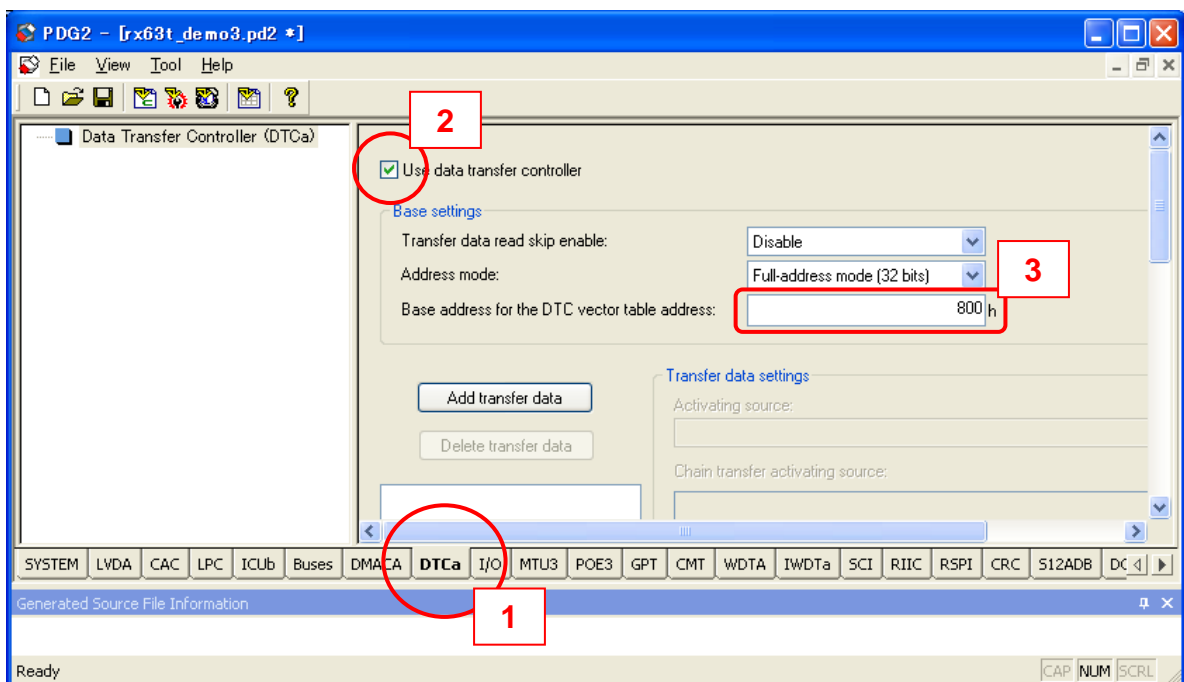 PDG2 - [rx63t_demo3.pd2 *]
File View Tool Help
Data Transfer Controller (DTCa)
2
Use data transfer controller
Base settings
Transfer data read skip enable: Disable
Address mode: Full-address mode (32 bits)
3
Base address for the DTC vector table address: 800 h
Transfer data settings
Add transfer data
Activating source:
Delete transfer data
Chain transfer activating source:
SYSTEM LVDA CAC LPC ICUb Buses DMACA DTCa I/O MTU3 POE3 GPT CMT WDTA IWDTa SCI RIIC RSPI CRC S12ADB
1
Generated Source File Information
Ready CAP NUM SCRL